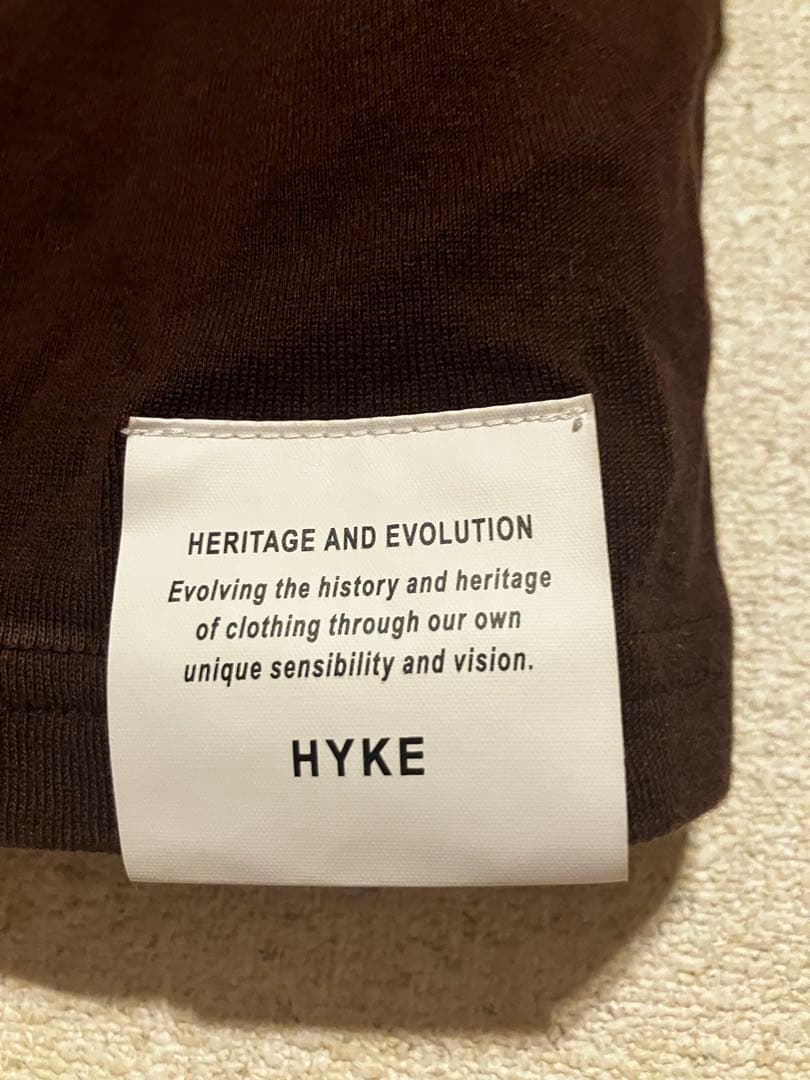 HERITAGE AND EVOLUTION
Evolving the history and heritage
of clothing through our own
unique sensibility and vision.
HYKE